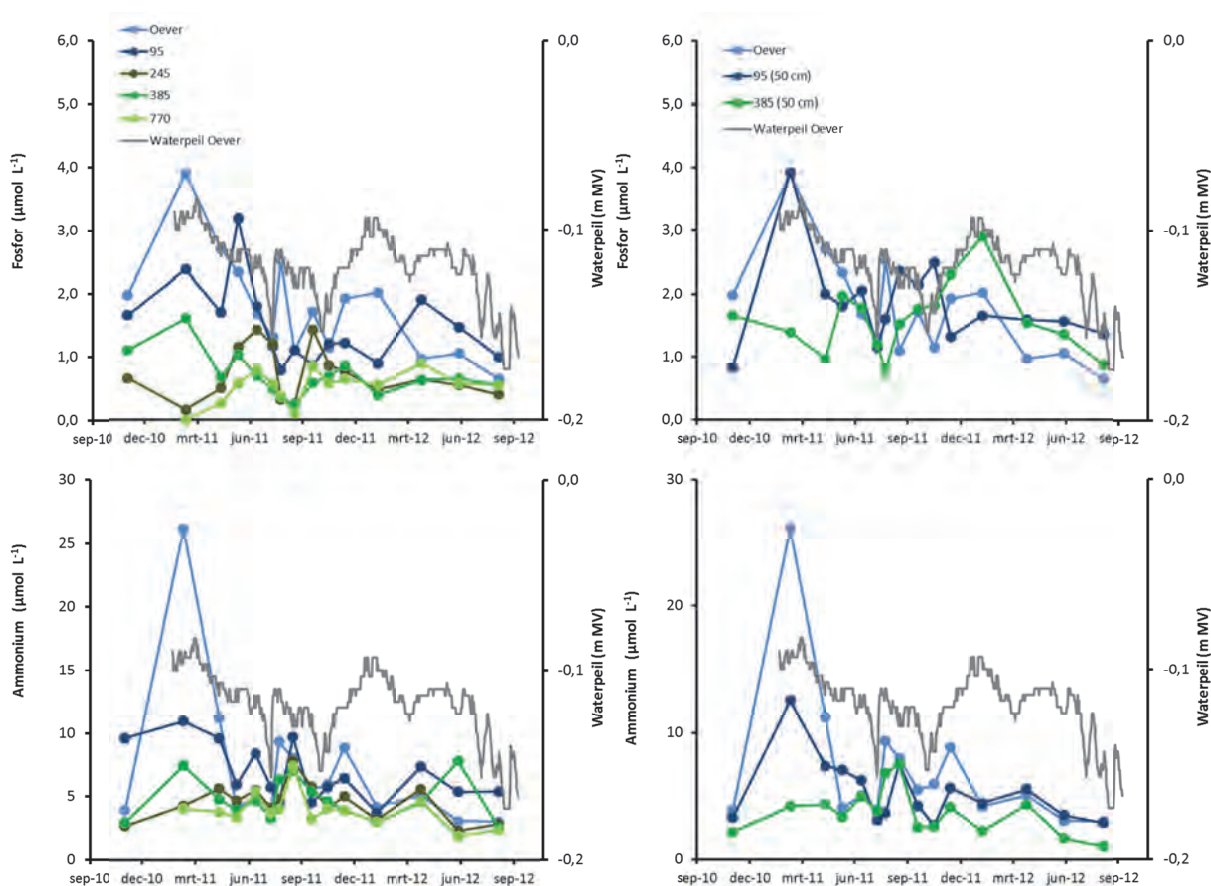 Oever
95
245
385
770
Waterpeil Oever
6,0
5,0
4,0
3,0
2,0
1,0
0,0
Fosfor (µmol L⁻¹)
0,0
-0,1
-0,2
Waterpeil (m MV)
sep-10 dec-10 mrt-11 jun-11 sep-11 dec-11 mrt-12 jun-12 sep-12
Oever
95 (50 cm)
385 (50 cm)
Waterpeil Oever
6,0
5,0
4,0
3,0
2,0
1,0
0,0
Fosfor (µmol L⁻¹)
0,0
-0,1
-0,2
Waterpeil (m MV)
sep-10 dec-10 mrt-11 jun-11 sep-11 dec-11 mrt-12 jun-12 sep-12
30
25
20
15
10
5
0
Ammonium (µmol L⁻¹)
0,0
-0,1
-0,2
Waterpeil (m MV)
sep-10 dec-10 mrt-11 jun-11 sep-11 dec-11 mrt-12 jun-12 sep-12
30
20
10
0
Ammonium (µmol L⁻¹)
0,0
-0,1
-0,2
Waterpeil (m MV)
sep-10 dec-10 mrt-11 jun-11 sep-11 dec-11 mrt-12 jun-12 sep-12